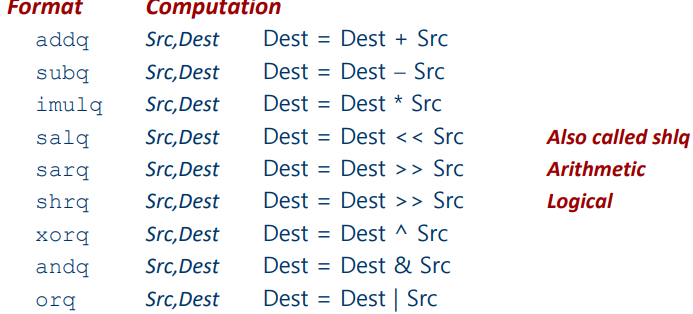 Format Computation
addq Src,Dest Dest = Dest + Src
subq Src,Dest Dest = Dest – Src
imulq Src,Dest Dest = Dest * Src
salq Src,Dest Dest = Dest << Src Also called shlq
sarq Src,Dest Dest = Dest >> Src Arithmetic
shrq Src,Dest Dest = Dest >> Src Logical
xorq Src,Dest Dest = Dest ^ Src
andq Src,Dest Dest = Dest & Src
orq Src,Dest Dest = Dest | Src